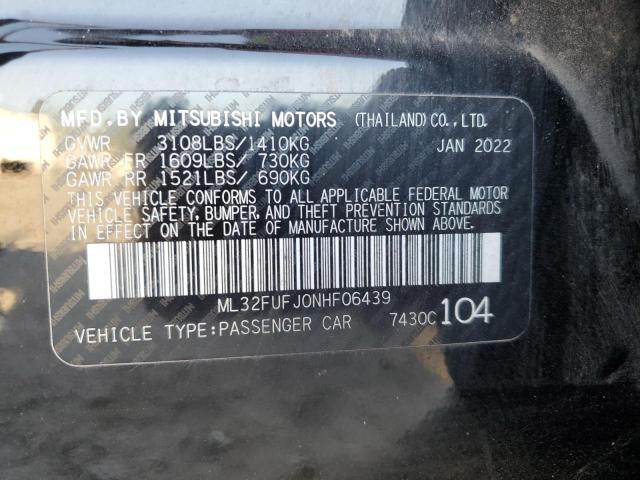 MFD. BY MITSUBISHI MOTORS (THAILAND) CO., LTD.
GVWR 3108LBS/1410KG JAN 2022
GAWR FR 1609LBS/ 730KG
GAWR RR 1521LBS/ 690KG
THIS VEHICLE CONFORMS TO ALL APPLICABLE FEDERAL MOTOR
VEHICLE SAFETY, BUMPER, AND THEFT PREVENTION STANDARDS
IN EFFECT ON THE DATE OF MANUFACTURE SHOWN ABOVE.
ML32FUFJ0NHF06439
VEHICLE TYPE:PASSENGER CAR 7430C 104